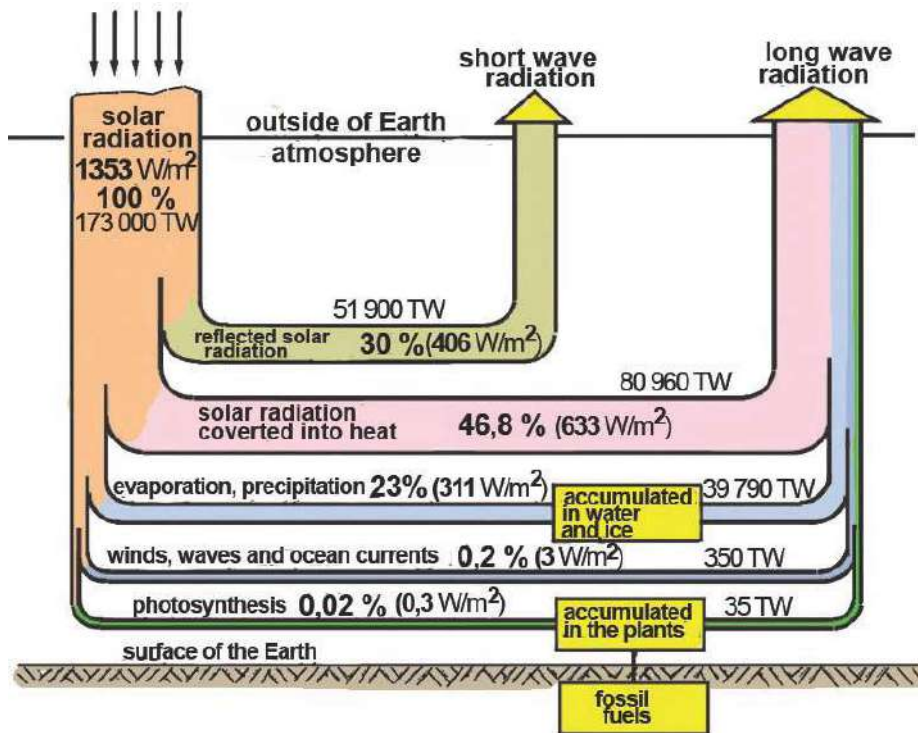 short wave
radiation
long wave
radiation
solar
radiation
1353 W/m²
100 %
173 000 TW
outside of Earth
atmosphere
51 900 TW
reflected solar
radiation
30 % (406 W/m²)
80 960 TW
solar radiation
coverted into heat
46,8 % (633 W/m²)
evaporation, precipitation 23% (311 W/m²)
accumulated
in water
and ice
39 790 TW
winds, waves and ocean currents 0,2 % (3 W/m²)
350 TW
photosynthesis 0,02 % (0,3 W/m²)
accumulated
in the plants
35 TW
surface of the Earth
fossil
fuels